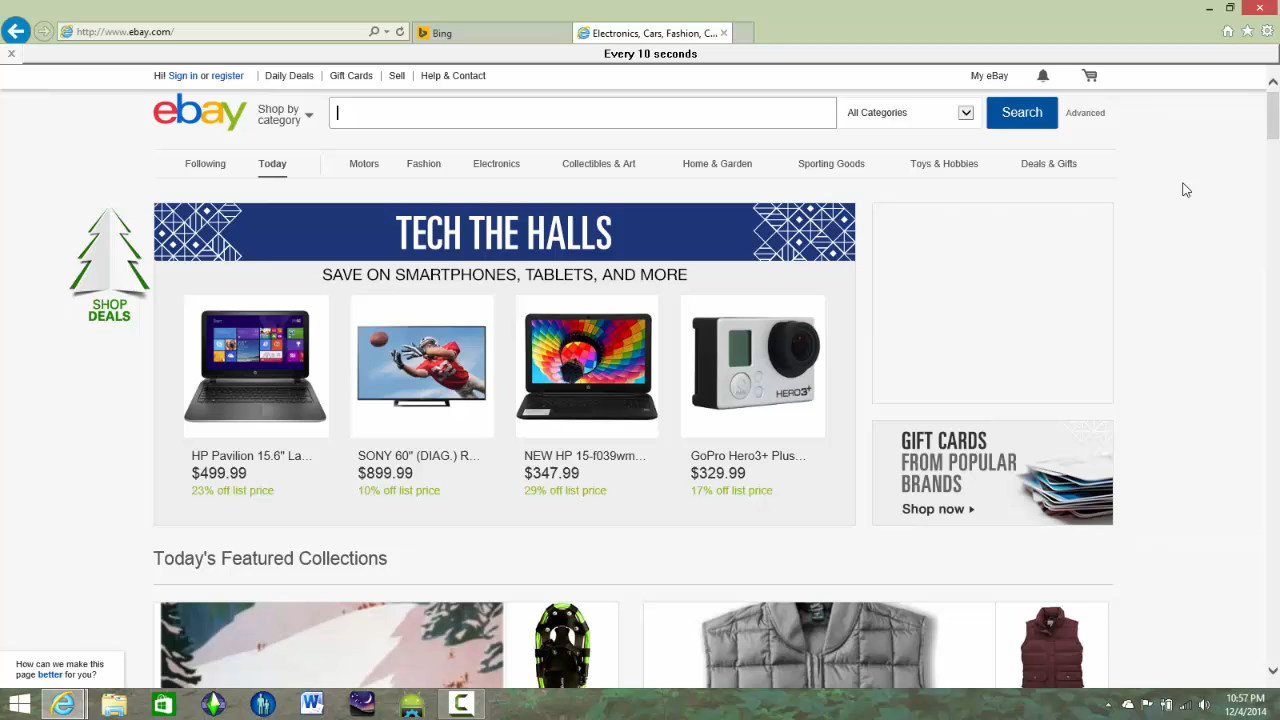 http://www.ebay.com/
Bing
Electronics, Cars, Fashion, C...
Every 10 seconds
Hi! Sign in or register
Daily Deals
Gift Cards
Sell
Help & Contact
My eBay
ebay
Shop by
category
All Categories
Search
Advanced
Following
Today
Motors
Fashion
Electronics
Collectibles & Art
Home & Garden
Sporting Goods
Toys & Hobbies
Deals & Gifts
SHOP
DEALS
TECH THE HALLS
SAVE ON SMARTPHONES, TABLETS, AND MORE
HERO3+
HP Pavilion 15.6" La...
$499.99
23% off list price
SONY 60" (DIAG.) R...
$899.99
10% off list price
NEW HP 15-f039wm...
$347.99
29% off list price
GoPro Hero3+ Plus...
$329.99
17% off list price
GIFT CARDS
FROM POPULAR
BRANDS
Shop now
Today's Featured Collections
How can we make this
page better for you?
10:57 PM
12/4/2014